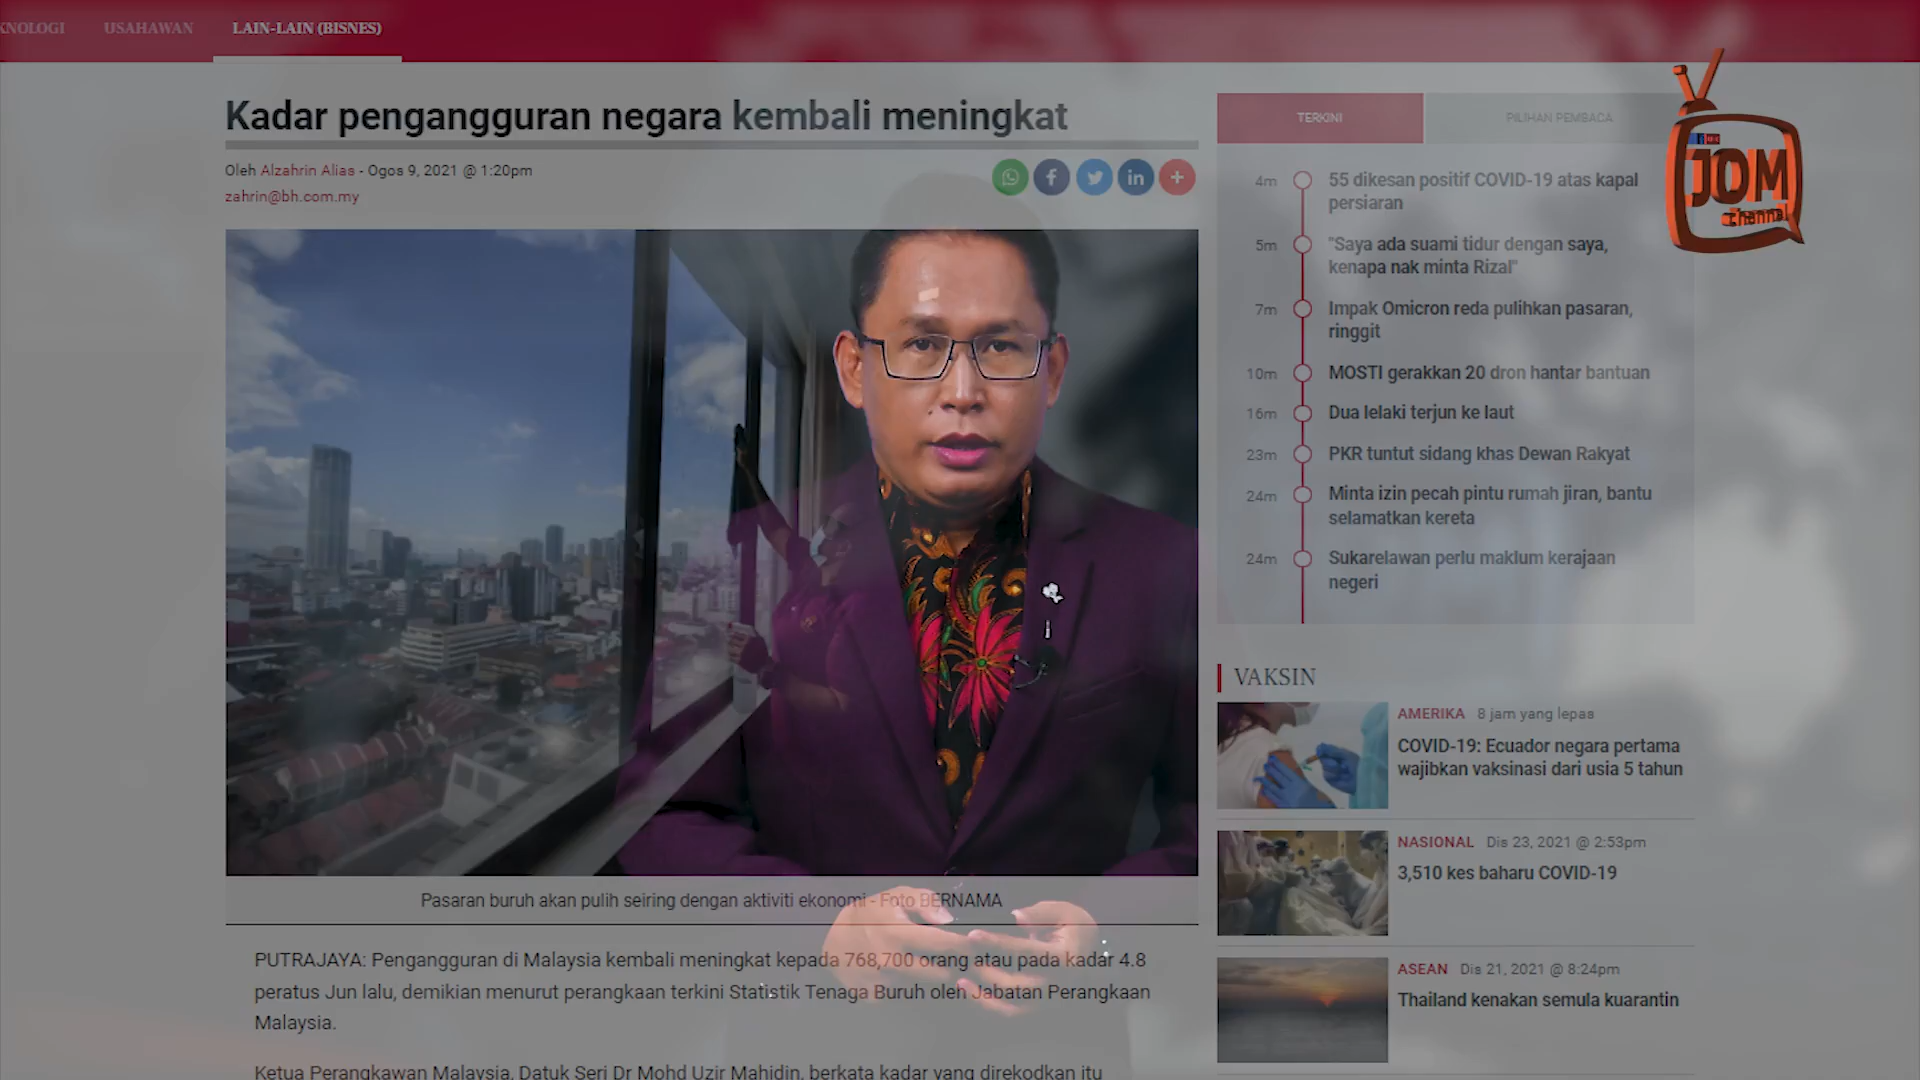 KNOLOGI
USAHAWAN
LAIN-LAIN (BISNES)
Kadar pengangguran negara kembali meningkat
Oleh Alzahrin Alias - Ogos 9, 2021 @ 1:20pm
zahrin@bh.com.my
Pasaran buruh akan pulih seiring dengan aktiviti ekonomi - Foto BERNAMA
PUTRAJAYA: Pengangguran di Malaysia kembali meningkat kepada 768,700 orang atau pada kadar 4.8
peratus Jun lalu, demikian menurut perangkaan terkini Statistik Tenaga Buruh oleh Jabatan Perangkaan
Malaysia.
Ketua Perangkawan Malaysia, Datuk Seri Dr Mohd Uzir Mahidin, berkata kadar yang direkodkan itu
TERKINI
PILIHAN PEMBACA
4m
55 dikesan positif COVID-19 atas kapal
persiaran
5m
"Saya ada suami tidur dengan saya,
kenapa nak minta Rizal"
7m
Impak Omicron reda pulihkan pasaran,
ringgit
10m
MOSTI gerakkan 20 dron hantar bantuan
16m
Dua lelaki terjun ke laut
23m
PKR tuntut sidang khas Dewan Rakyat
24m
Minta izin pecah pintu rumah jiran, bantu
selamatkan kereta
24m
Sukarelawan perlu maklum kerajaan
negeri
VAKSIN
AMERIKA 8 jam yang lepas
COVID-19: Ecuador negara pertama
wajibkan vaksinasi dari usia 5 tahun
NASIONAL Dis 23, 2021 @ 2:53pm
3,510 kes baharu COVID-19
ASEAN Dis 21, 2021 @ 8:24pm
Thailand kenakan semula kuarantin
JOM
channel